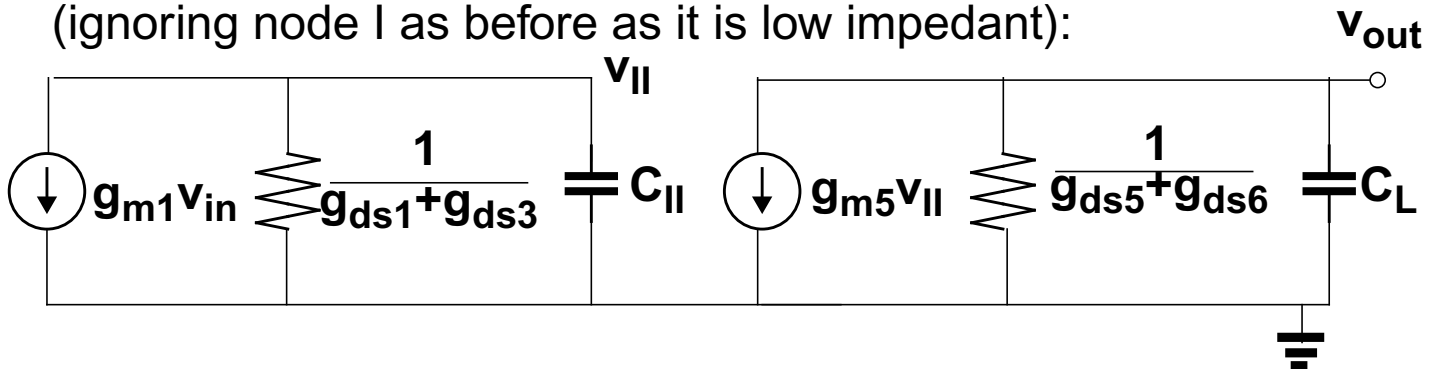 (ignoring node I as before as it is low impedant):
vout
vII
gm1vin
1
gds1+gds3
CII
gm5vII
1
gds5+gds6
CL